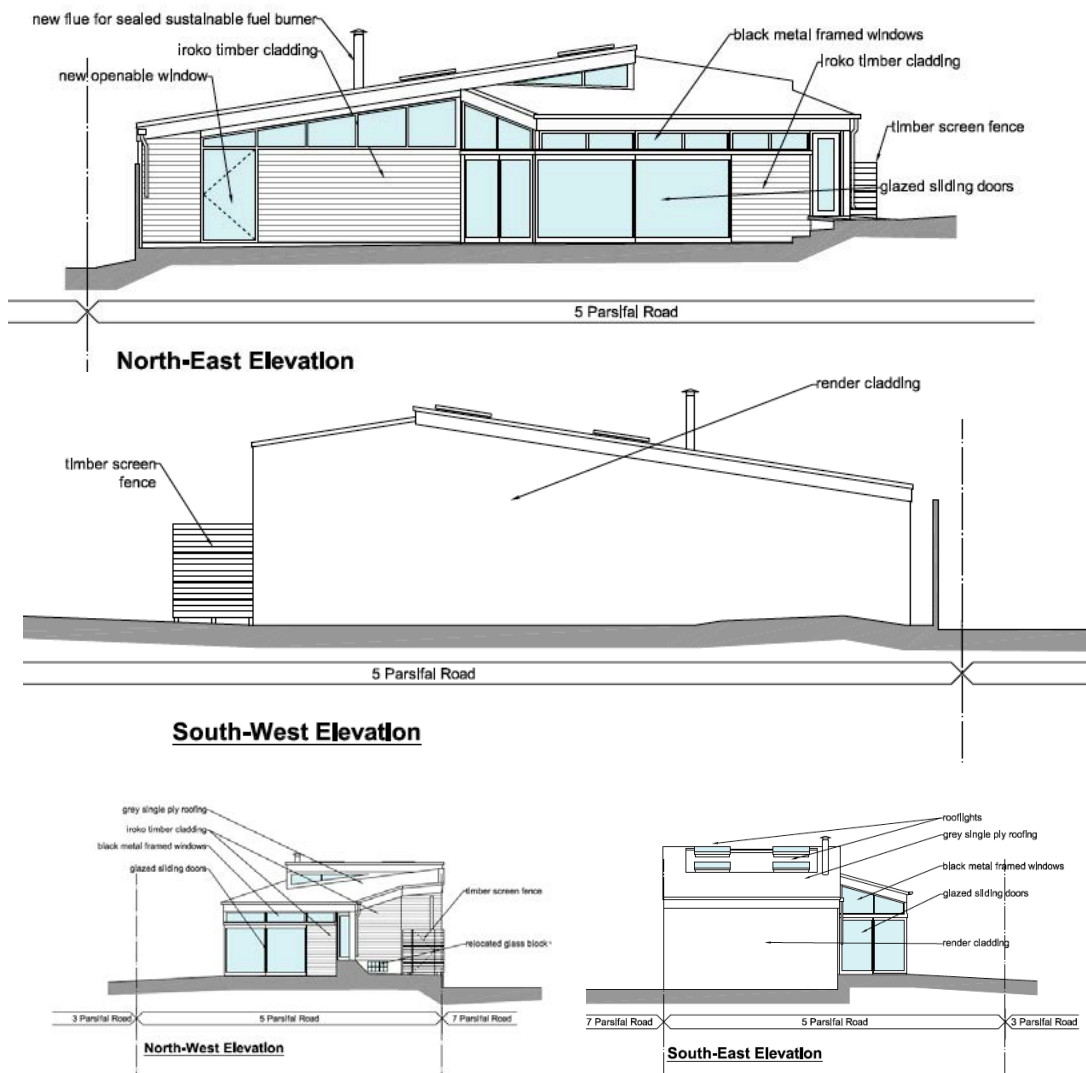 new flue for sealed sustainable fuel burner
iroko timber cladding
new openable window
black metal framed windows
iroko timber cladding
timber screen fence
glazed sliding doors
5 Parsifal Road
North-East Elevation
render cladding
timber screen
fence
5 Parsifal Road
South-West Elevation
grey single ply roofing
iroko timber cladding
black metal framed windows
glazed sliding doors
timber screen fence
relocated glass block
3 Parsifal Road
5 Parsifal Road
7 Parsifal Road
North-West Elevation
rooflights
grey single ply roofing
black metal framed windows
glazed sliding doors
render cladding
7 Parsifal Road
5 Parsifal Road
3 Parsifal Road
South-East Elevation